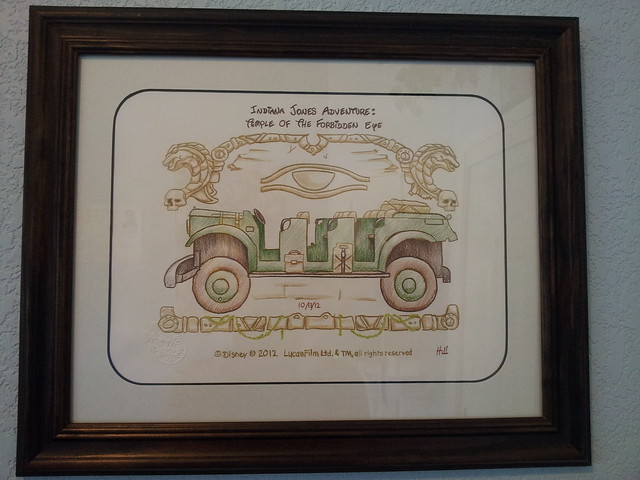 Indiana Jones Adventure:
Temple Of The Forbidden Eye
10/9/12
© Disney © 2012 LucasFilm Ltd. & TM, all rights reserved
Hill